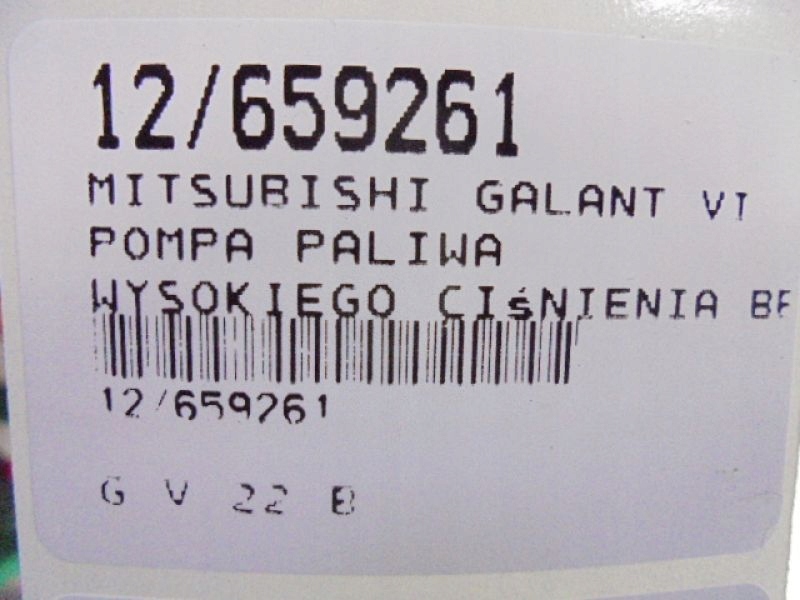 12/659261
MITSUBISHI GALANT VI
POMPA PALIWA
WYSOKIEGO CIśNIENIA
12/659261
G V 22 B